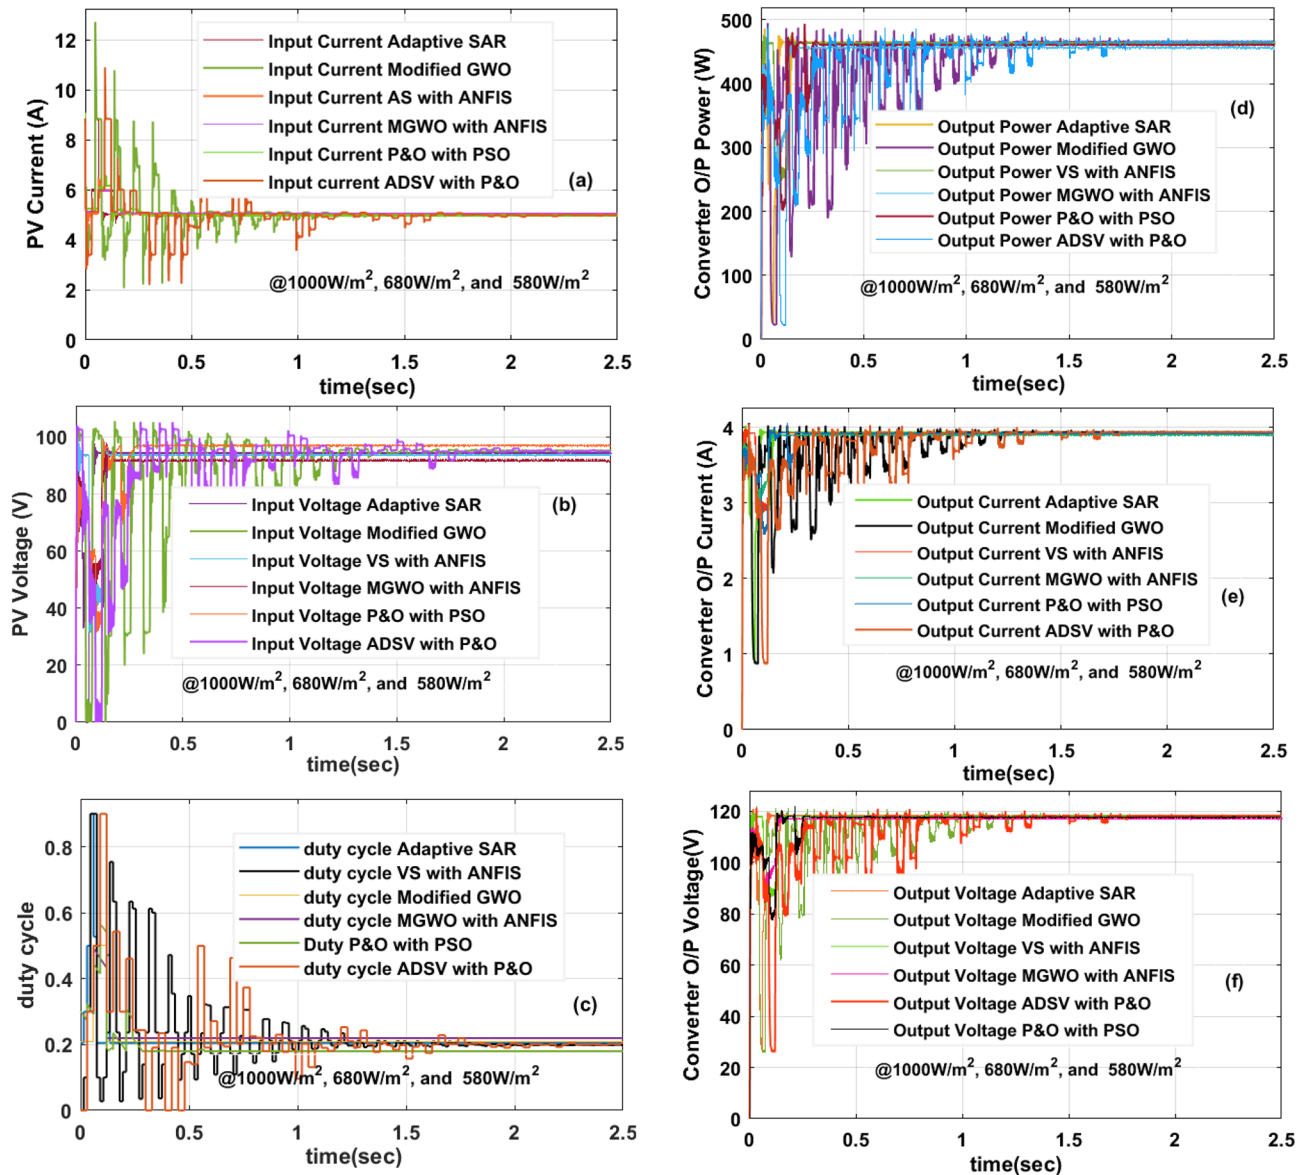 12
10
8
6
4
2
0
PV Current (A)
Input Current Adaptive SAR
Input Current Modified GWO
Input Current AS with ANFIS
Input Current MGWO with ANFIS
Input Current P&O with PSO
Input current ADSV with P&O
(a)
@1000W/m², 680W/m², and 580W/m²
0 0.5 1 1.5 2 2.5
time(sec)
500
400
300
200
100
0
Converter O/P Power (W)
(d)
Output Power Adaptive SAR
Output Power Modified GWO
Output Power VS with ANFIS
Output Power MGWO with ANFIS
Output Power P&O with PSO
Output Power ADSV with P&O
@1000W/m², 680W/m², and 580W/m²
0 0.5 1 1.5 2 2.5
time(sec)
100
80
60
40
20
0
PV Voltage (V)
(b)
Input Voltage Adaptive SAR
Input Voltage Modified GWO
Input Voltage VS with ANFIS
Input Voltage MGWO with ANFIS
Input Voltage P&O with PSO
Input Voltage ADSV with P&O
@1000W/m², 680W/m², and 580W/m²
0 0.5 1 1.5 2 2.5
time(sec)
4
3
2
1
0
Converter O/P Current (A)
Output Current Adaptive SAR
Output Current Modified GWO
Output Current VS with ANFIS
Output Current MGWO with ANFIS
Output Current P&O with PSO
Output Current ADSV with P&O
(e)
@1000W/m², 680W/m², and 580W/m²
0 0.5 1 1.5 2 2.5
time(sec)
0.8
0.6
0.4
0.2
0
duty cycle
duty cycle Adaptive SAR
duty cycle VS with ANFIS
duty cycle Modified GWO
duty cycle MGWO with ANFIS
Duty P&O with PSO
duty cycle ADSV with P&O
(c)
@1000W/m², 680W/m², and 580W/m²
0 0.5 1 1.5 2 2.5
time(sec)
120
100
80
60
40
20
0
Converter O/P Voltage(V)
Output Voltage Adaptive SAR
Output Voltage Modified GWO
Output Voltage VS with ANFIS
Output Voltage MGWO with ANFIS
Output Voltage ADSV with P&O
Output Voltage P&O with PSO
(f)
@1000W/m², 680W/m², and 580W/m²
0 0.5 1 1.5 2 2.5
time(sec)